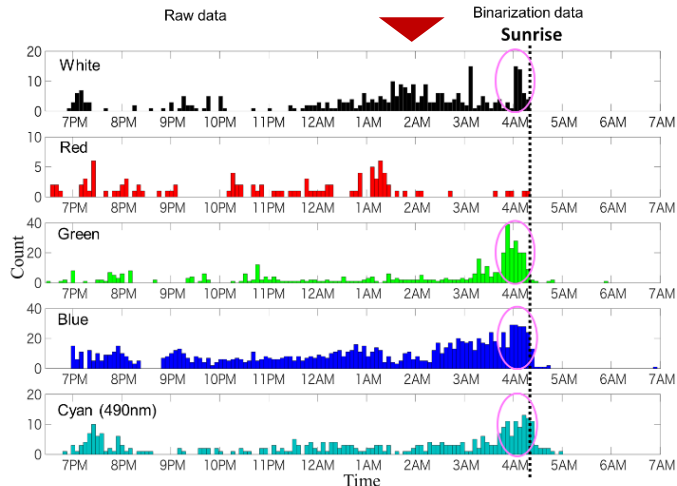 Raw data
Binarization data
Sunrise
20
10
0
White
7PM 8PM 9PM 10PM 11PM 12AM 1AM 2AM 3AM 4AM 5AM 6AM 7AM
10
5
0
Red
7PM 8PM 9PM 10PM 11PM 12AM 1AM 2AM 3AM 4AM 5AM 6AM 7AM
Count
40
20
0
Green
7PM 8PM 9PM 10PM 11PM 12AM 1AM 2AM 3AM 4AM 5AM 6AM 7AM
40
20
0
Blue
7PM 8PM 9PM 10PM 11PM 12AM 1AM 2AM 3AM 4AM 5AM 6AM 7AM
20
10
0
Cyan (490nm)
7PM 8PM 9PM 10PM 11PM 12AM 1AM 2AM 3AM 4AM 5AM 6AM 7AM
Time